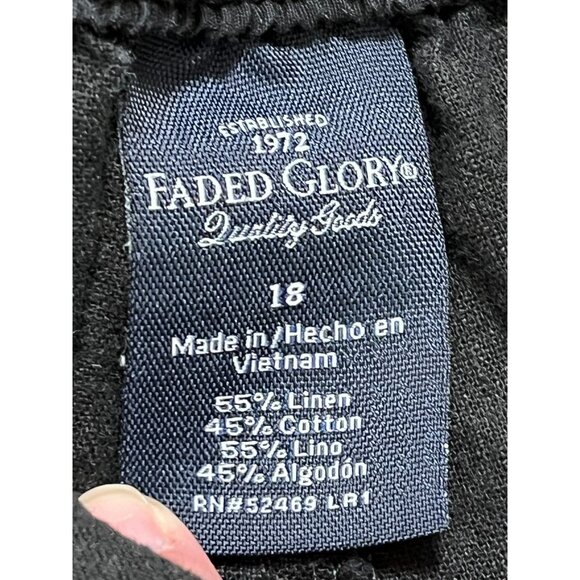 ESTABLISHED
1972
FADED GLORY®
Quality Goods
18
Made in/Hecho en
Vietnam
55% Linen
45% Cotton
55% Lino
45% Algodón
RN#52469 LR1